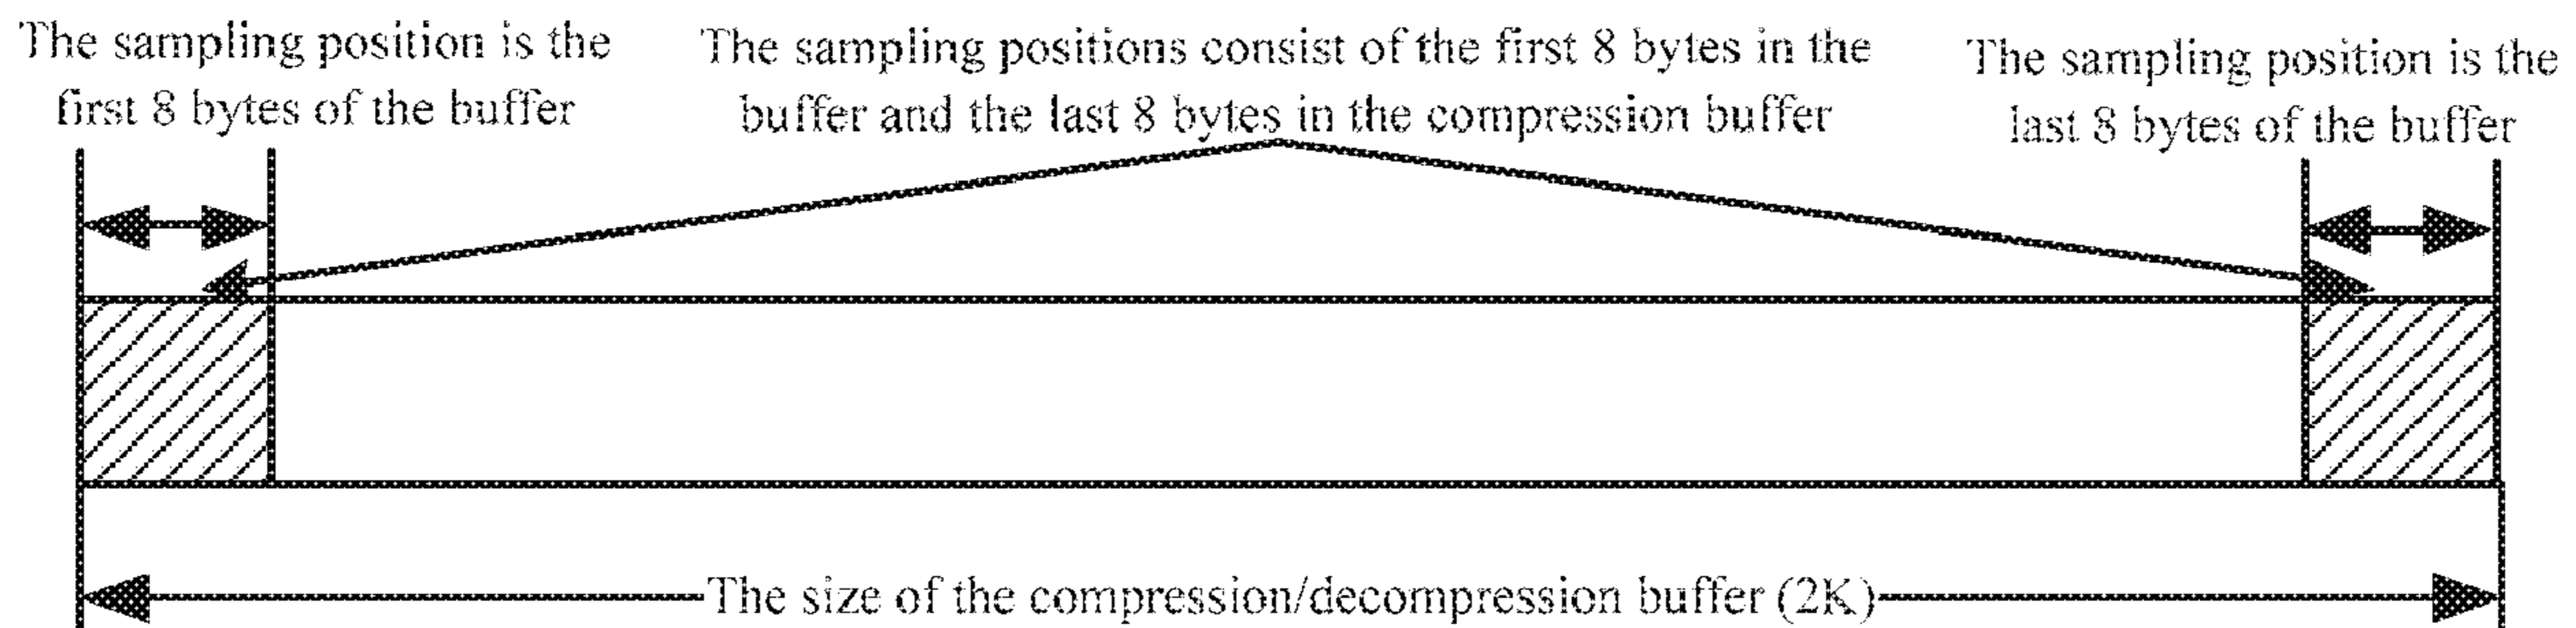 The sampling position is the
first 8 bytes of the buffer
The sampling positions consist of the first 8 bytes in the
buffer and the last 8 bytes in the compression buffer
The sampling position is the
last 8 bytes of the buffer
The size of the compression/decompression buffer (2K)